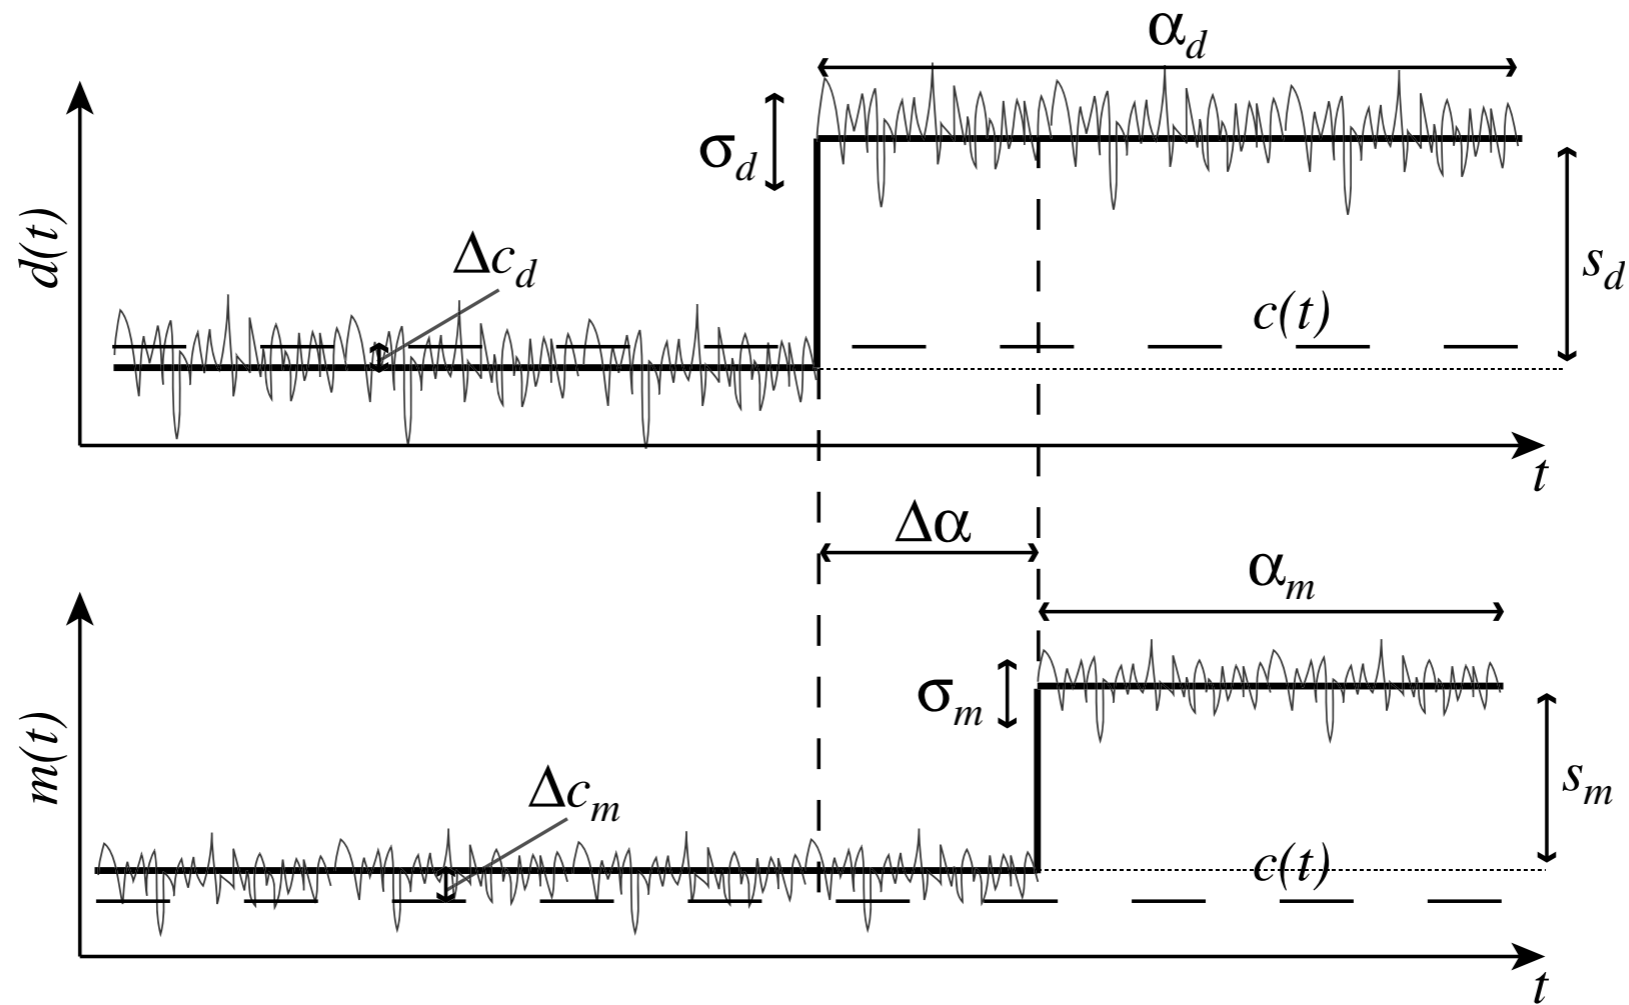 α_d
σ_d
d(t)
Δc_d
s_d
c(t)
t
Δα
α_m
σ_m
m(t)
Δc_m
s_m
c(t)
t